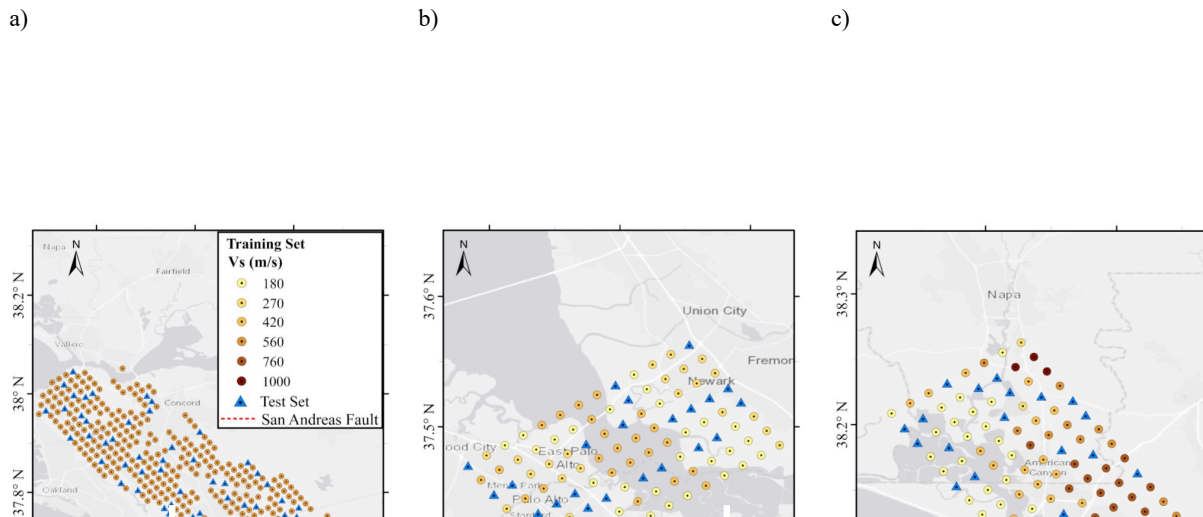 a)
b)
c)
N
Napa
Fairfield
Vallejo
Concord
Oakland
38.2° N
38° N
37.8° N
Training Set
Vs (m/s)
180
270
420
560
760
1000
Test Set
San Andreas Fault
N
Union City
Fremon
Newark
ood City
East Palo
Alto
Menlo Park
Palo Alto
Stanford
37.6° N
37.5° N
N
Napa
American
Canyon
38.3° N
38.2° N